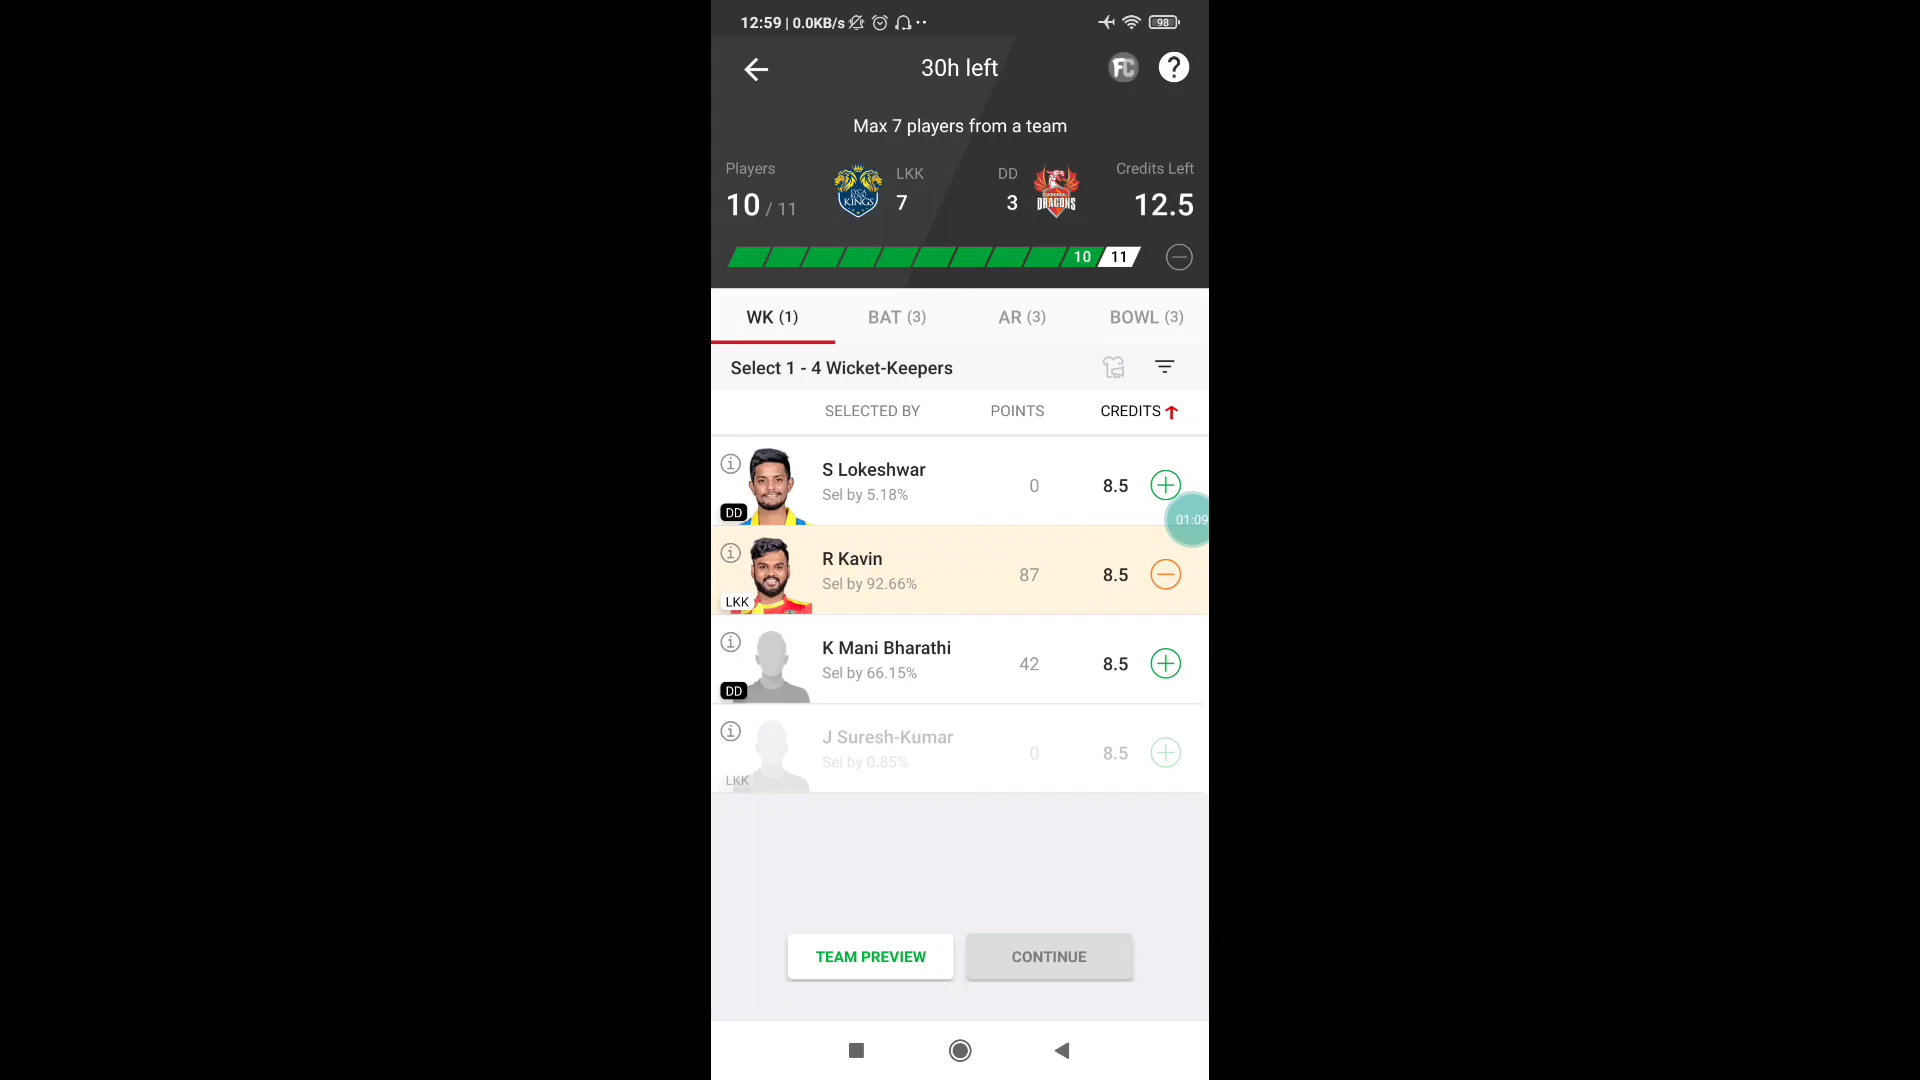 12:59 | 0.0KB/s
98
30h left
FC
?
Max 7 players from a team
Players
10 / 11
LKK
7
DD
3
Credits Left
12.5
LYCA
KINGS
DRAGONS
10
11
WK (1)
BAT (3)
AR (3)
BOWL (3)
Select 1 - 4 Wicket-Keepers
SELECTED BY
POINTS
CREDITS
S Lokeshwar
Sel by 5.18%
0
8.5
DD
01:09
R Kavin
Sel by 92.66%
87
8.5
LKK
K Mani Bharathi
Sel by 66.15%
42
8.5
DD
J Suresh-Kumar
Sel by 0.85%
0
8.5
LKK
TEAM PREVIEW
CONTINUE